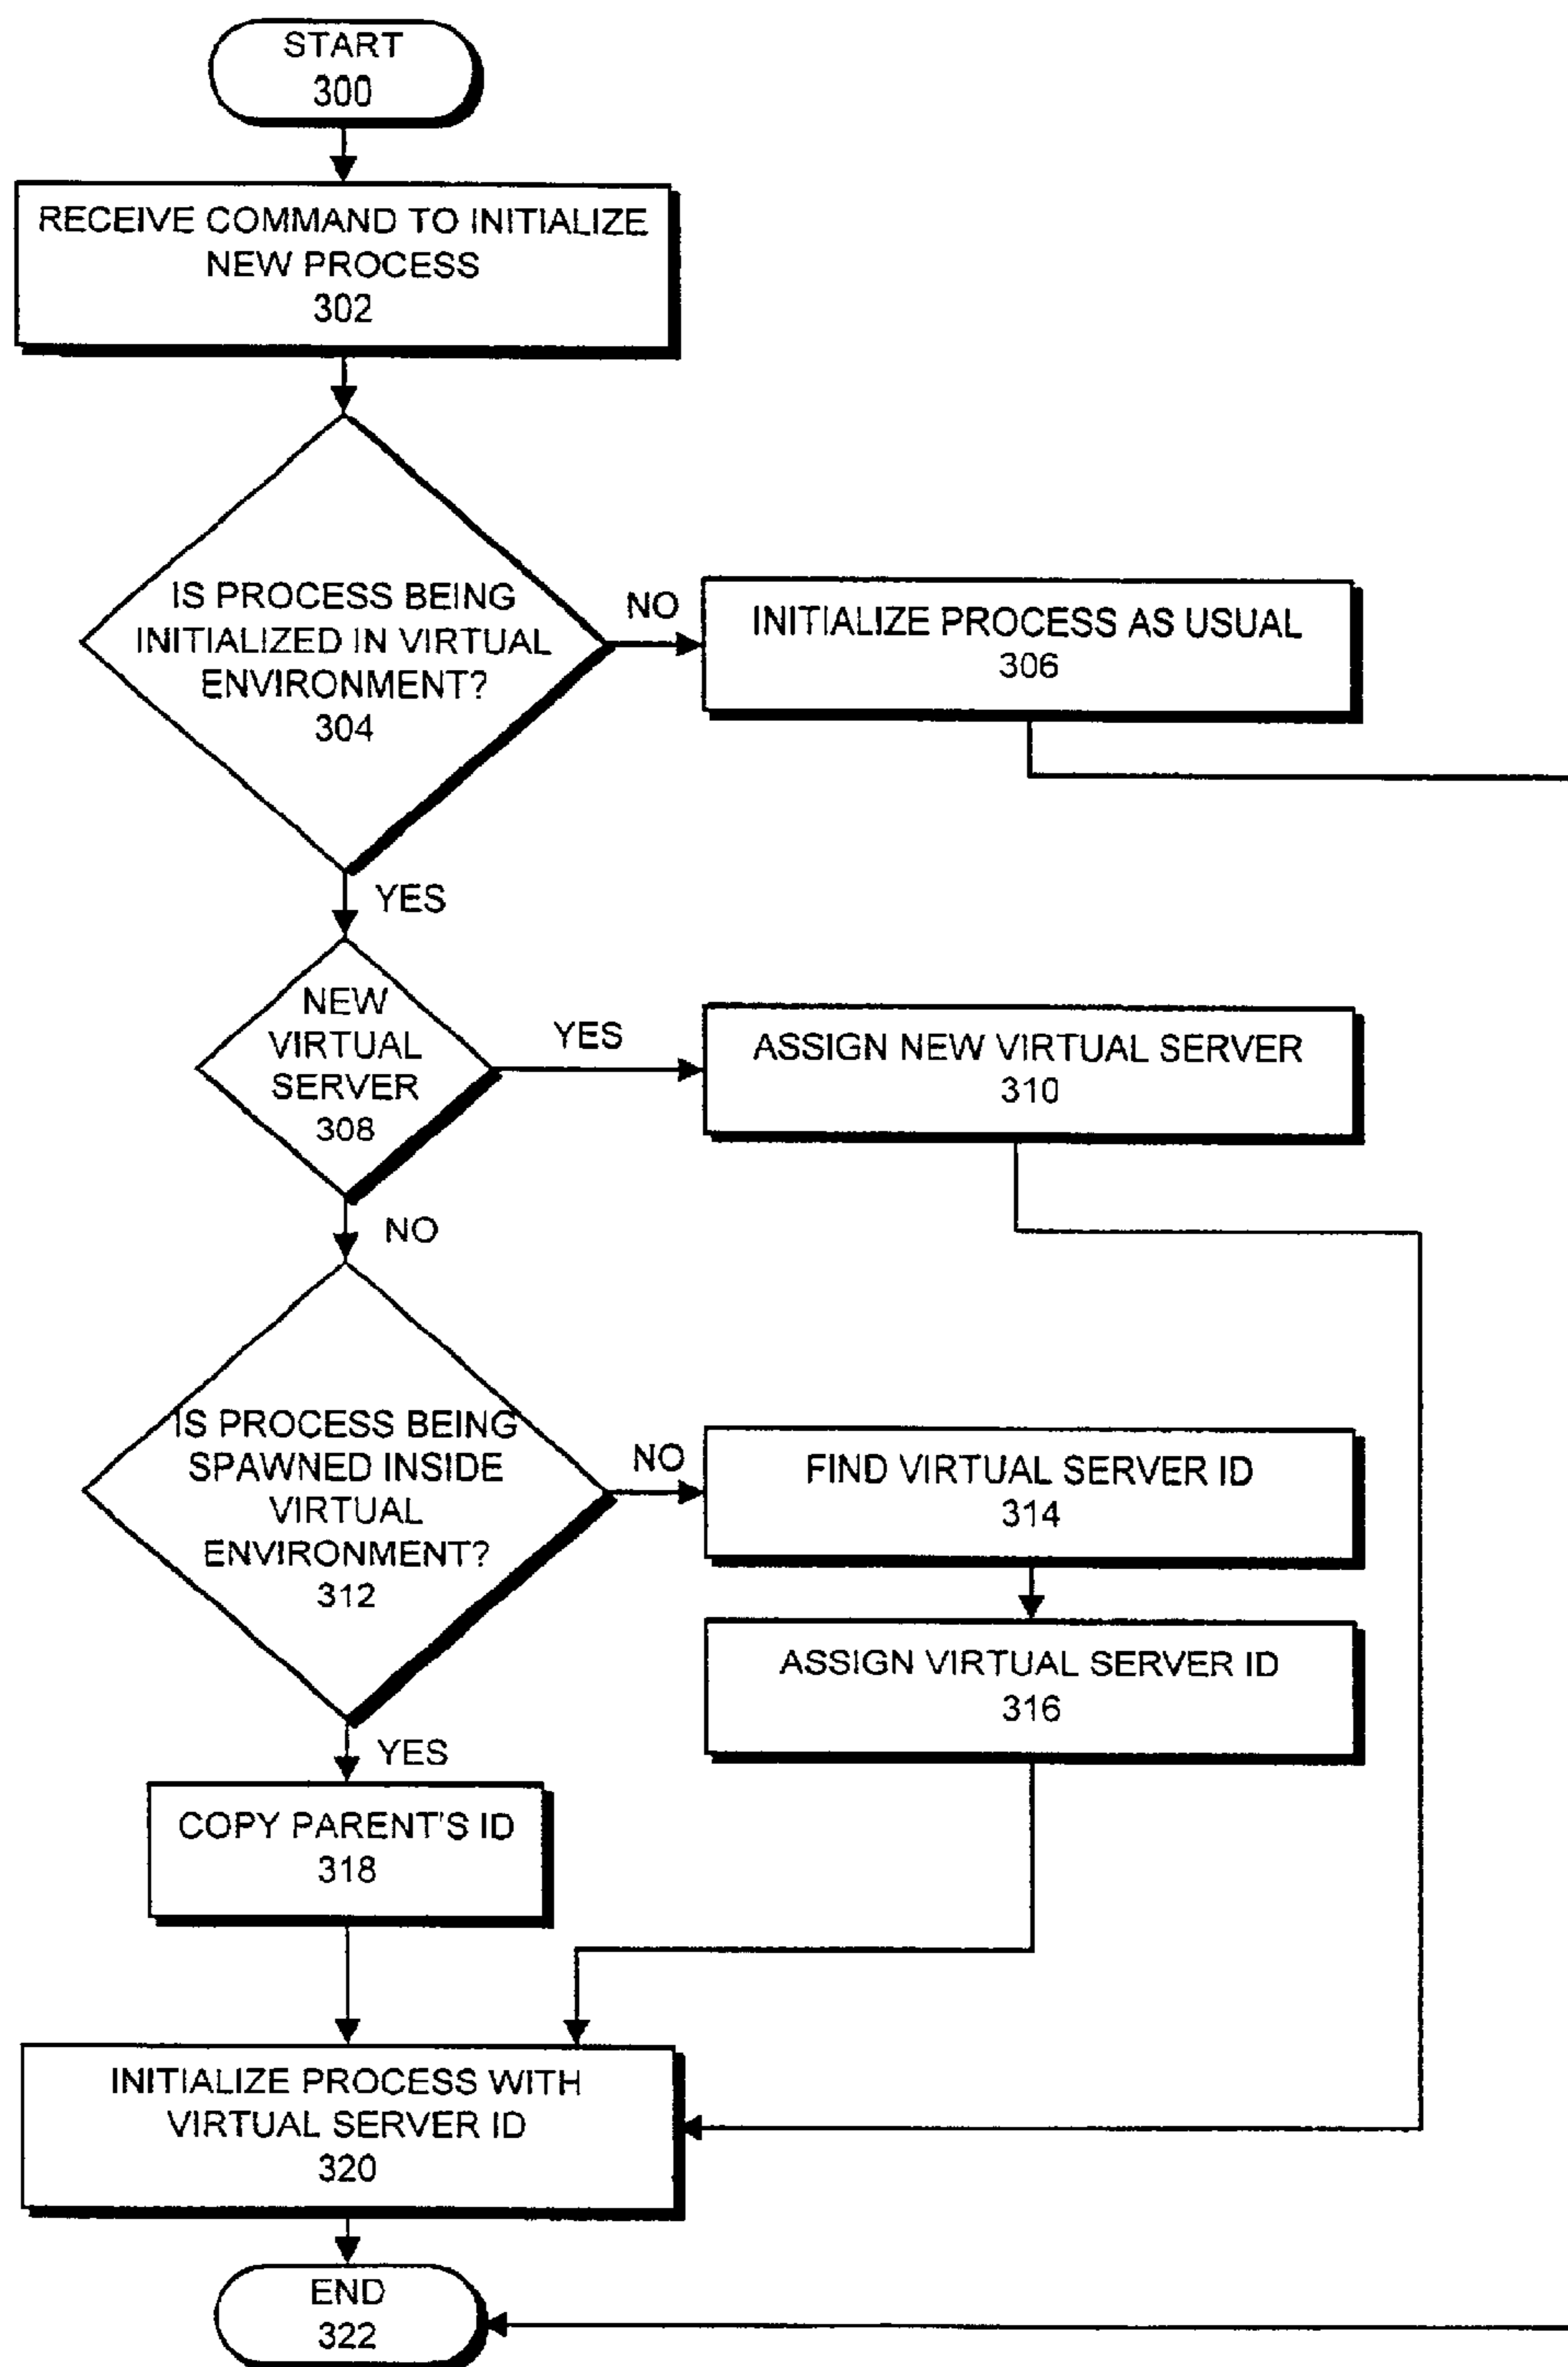 START
300
RECEIVE COMMAND TO INITIALIZE
NEW PROCESS
302
IS PROCESS BEING
INITIALIZED IN VIRTUAL
ENVIRONMENT?
304
NO
INITIALIZE PROCESS AS USUAL
306
YES
NEW
VIRTUAL
SERVER
308
YES
ASSIGN NEW VIRTUAL SERVER
310
NO
IS PROCESS BEING
SPAWNED INSIDE
VIRTUAL
ENVIRONMENT?
312
NO
FIND VIRTUAL SERVER ID
314
ASSIGN VIRTUAL SERVER ID
316
YES
COPY PARENT'S ID
318
INITIALIZE PROCESS WITH
VIRTUAL SERVER ID
320
END
322